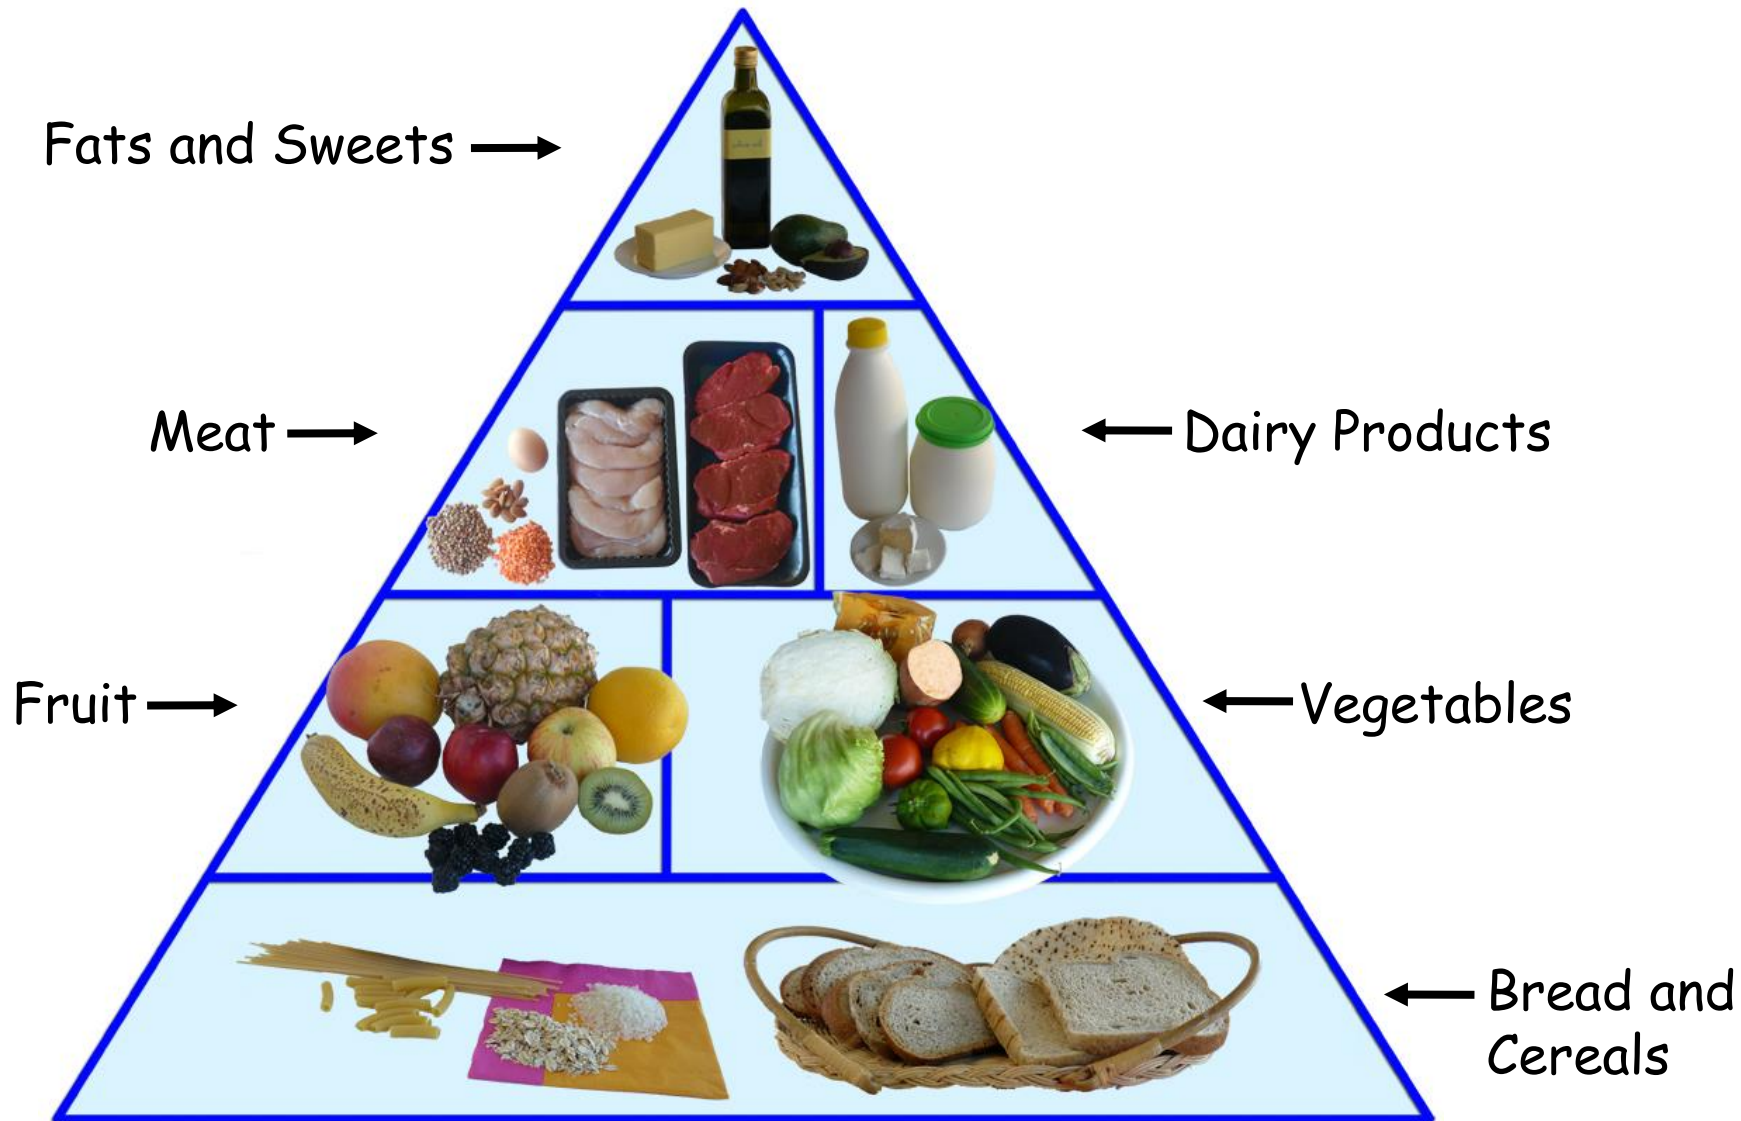 Fats and Sweets
Meat
Dairy Products
Fruit
Vegetables
Bread and
Cereals